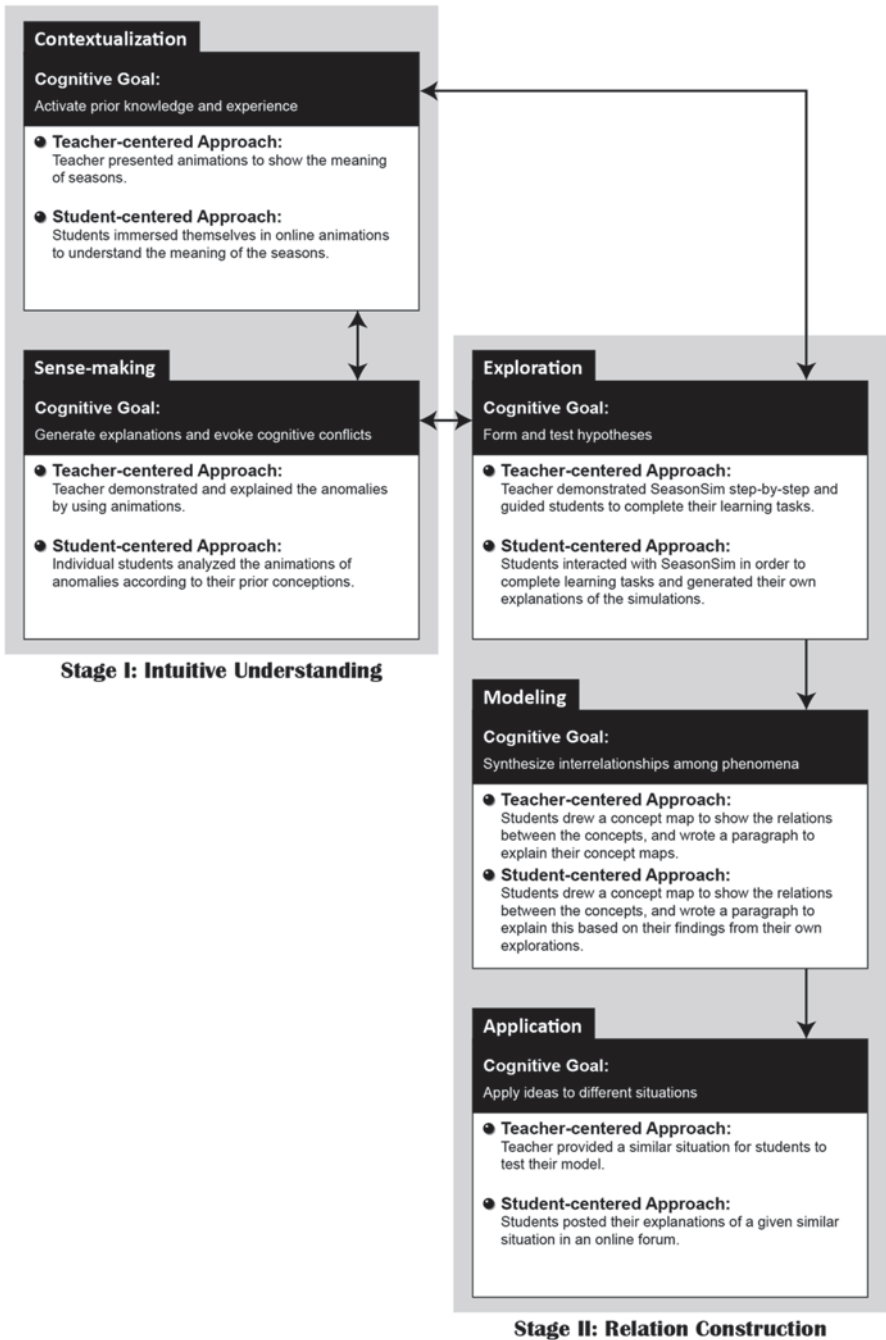 Contextualization
Cognitive Goal:
Activate prior knowledge and experience
Teacher-centered Approach:
Teacher presented animations to show the meaning
of seasons.
Student-centered Approach:
Students immersed themselves in online animations
to understand the meaning of the seasons.
Sense-making
Cognitive Goal:
Generate explanations and evoke cognitive conflicts
Teacher-centered Approach:
Teacher demonstrated and explained the anomalies
by using animations.
Student-centered Approach:
Individual students analyzed the animations of
anomalies according to their prior conceptions.
Stage I: Intuitive Understanding
Exploration
Cognitive Goal:
Form and test hypotheses
Teacher-centered Approach:
Teacher demonstrated SeasonSim step-by-step and
guided students to complete their learning tasks.
Student-centered Approach:
Students interacted with SeasonSim in order to
complete learning tasks and generated their own
explanations of the simulations.
Modeling
Cognitive Goal:
Synthesize interrelationships among phenomena
Teacher-centered Approach:
Students drew a concept map to show the relations
between the concepts, and wrote a paragraph to
explain their concept maps.
Student-centered Approach:
Students drew a concept map to show the relations
between the concepts, and wrote a paragraph to
explain this based on their findings from their own
explorations.
Application
Cognitive Goal:
Apply ideas to different situations
Teacher-centered Approach:
Teacher provided a similar situation for students to
test their model.
Student-centered Approach:
Students posted their explanations of a given similar
situation in an online forum.
Stage II: Relation Construction